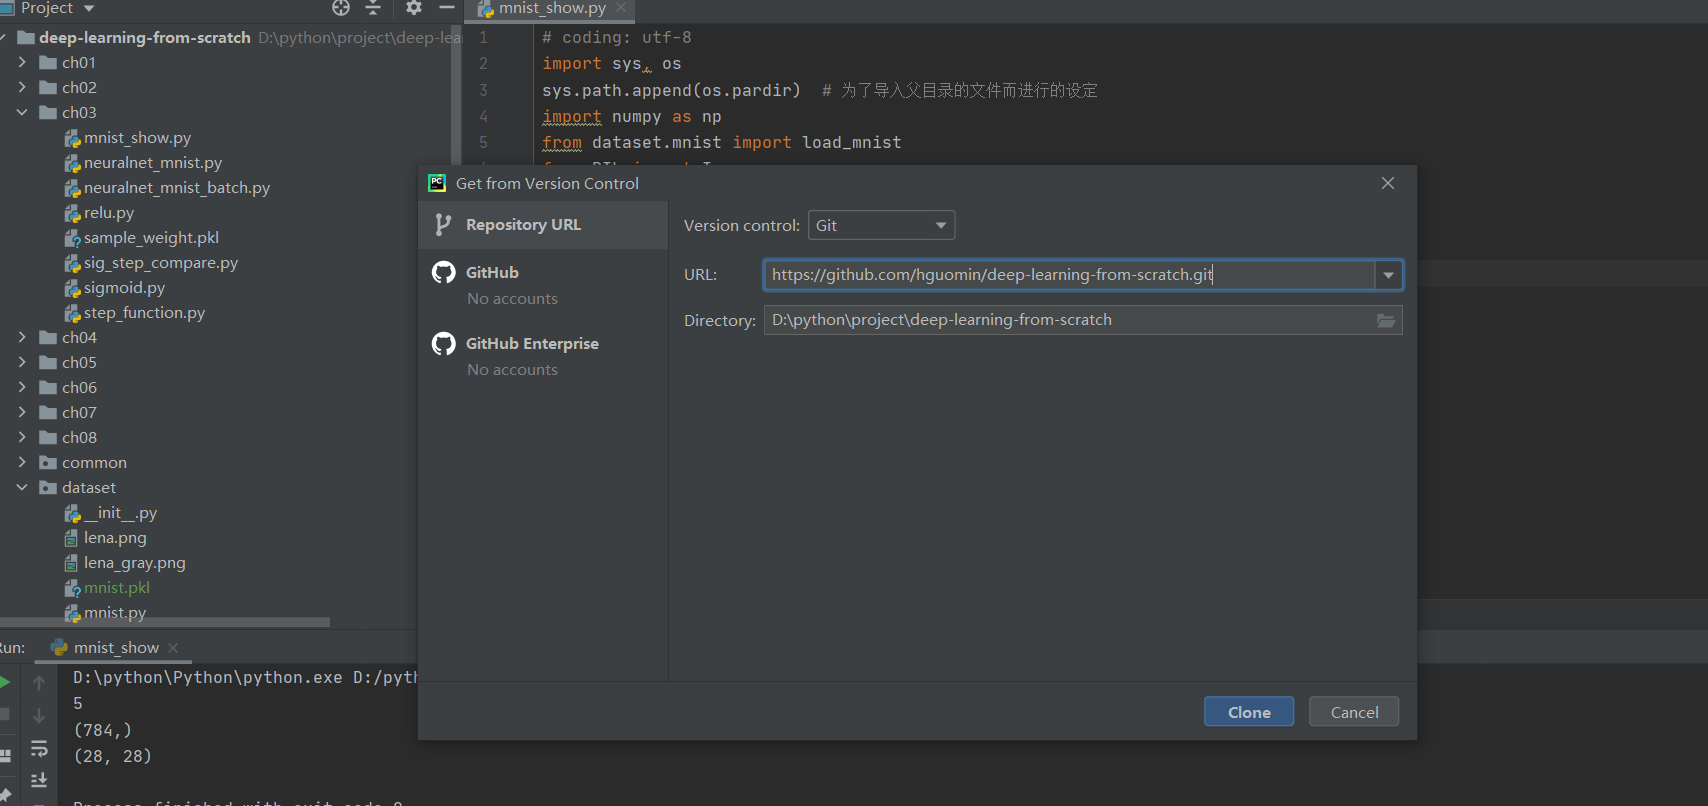 Project
mnist_show.py
deep-learning-from-scratch D:\python\project\deep-lea
ch01
ch02
ch03
mnist_show.py
neuralnet_mnist.py
neuralnet_mnist_batch.py
relu.py
sample_weight.pkl
sig_step_compare.py
sigmoid.py
step_function.py
ch04
ch05
ch06
ch07
ch08
common
dataset
__init__.py
lena.png
lena_gray.png
mnist.pkl
mnist.py
1 # coding: utf-8
2 import sys, os
3 sys.path.append(os.pardir) # 为了导入父目录的文件而进行的设定
4 import numpy as np
5 from dataset.mnist import load_mnist
Get from Version Control
Repository URL
GitHub
No accounts
GitHub Enterprise
No accounts
Version control: Git
URL: https://github.com/hguomin/deep-learning-from-scratch.git
Directory: D:\python\project\deep-learning-from-scratch
Clone
Cancel
Run: mnist_show
D:\python\Python\python.exe D:/pyth
5
(784,)
(28, 28)
Process finished with exit code 0